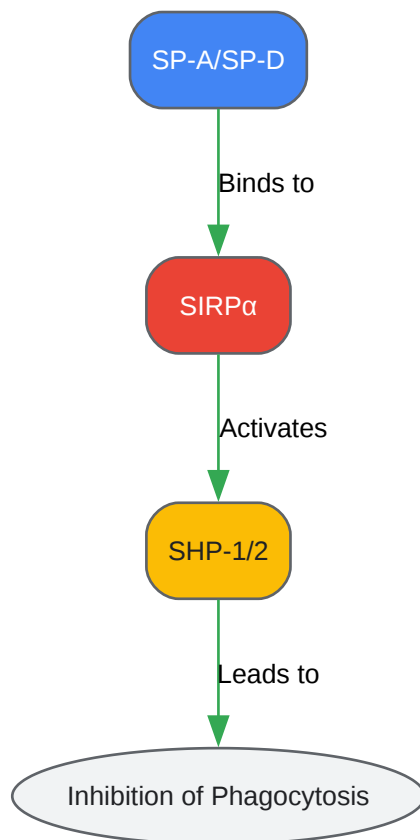 SP-A/SP-D
Binds to
SIRPα
Activates
SHP-1/2
Leads to
Inhibition of Phagocytosis